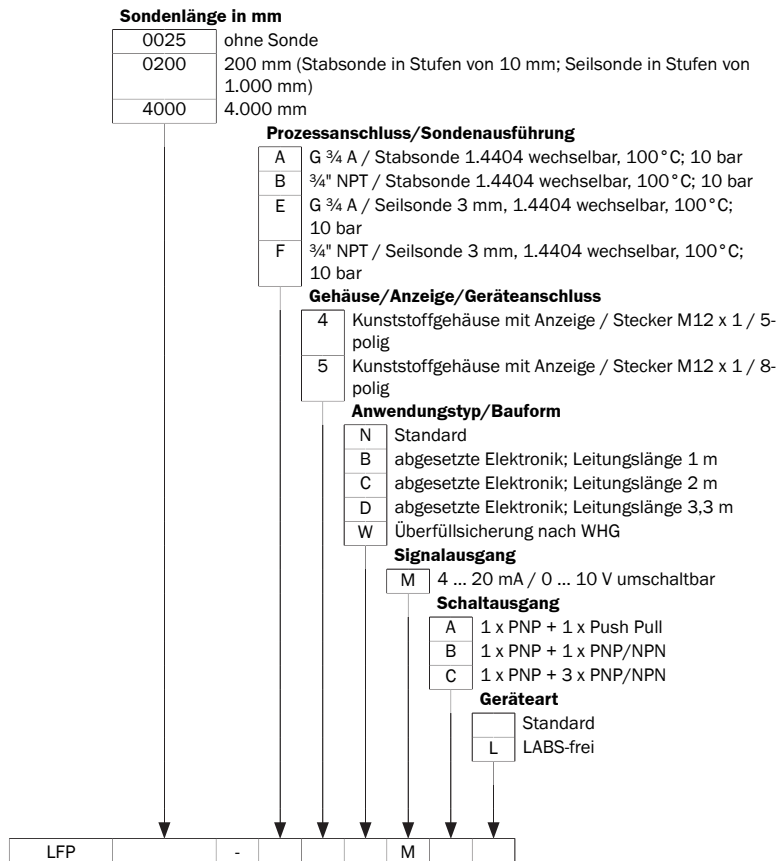 Sondenlänge in mm
0025 ohne Sonde
0200 200 mm (Stabsonde in Stufen von 10 mm; Seilsonde in Stufen von
1.000 mm)
4000 4.000 mm
Prozessanschluss/Sondenausführung
A G ¾ A / Stabsonde 1.4404 wechselbar, 100°C; 10 bar
B ¾" NPT / Stabsonde 1.4404 wechselbar, 100°C; 10 bar
E G ¾ A / Seilsonde 3 mm, 1.4404 wechselbar, 100°C;
10 bar
F ¾" NPT / Seilsonde 3 mm, 1.4404 wechselbar, 100°C;
10 bar
Gehäuse/Anzeige/Geräteanschluss
4 Kunststoffgehäuse mit Anzeige / Stecker M12 x 1 / 5-
polig
5 Kunststoffgehäuse mit Anzeige / Stecker M12 x 1 / 8-
polig
Anwendungstyp/Bauform
N Standard
B abgesetzte Elektronik; Leitungslänge 1 m
C abgesetzte Elektronik; Leitungslänge 2 m
D abgesetzte Elektronik; Leitungslänge 3,3 m
W Überfüllsicherung nach WHG
Signalausgang
M 4 ... 20 mA / 0 ... 10 V umschaltbar
Schaltausgang
A 1 x PNP + 1 x Push Pull
B 1 x PNP + 1 x PNP/NPN
C 1 x PNP + 3 x PNP/NPN
Geräteart
Standard
L LABS-frei
LFP - M